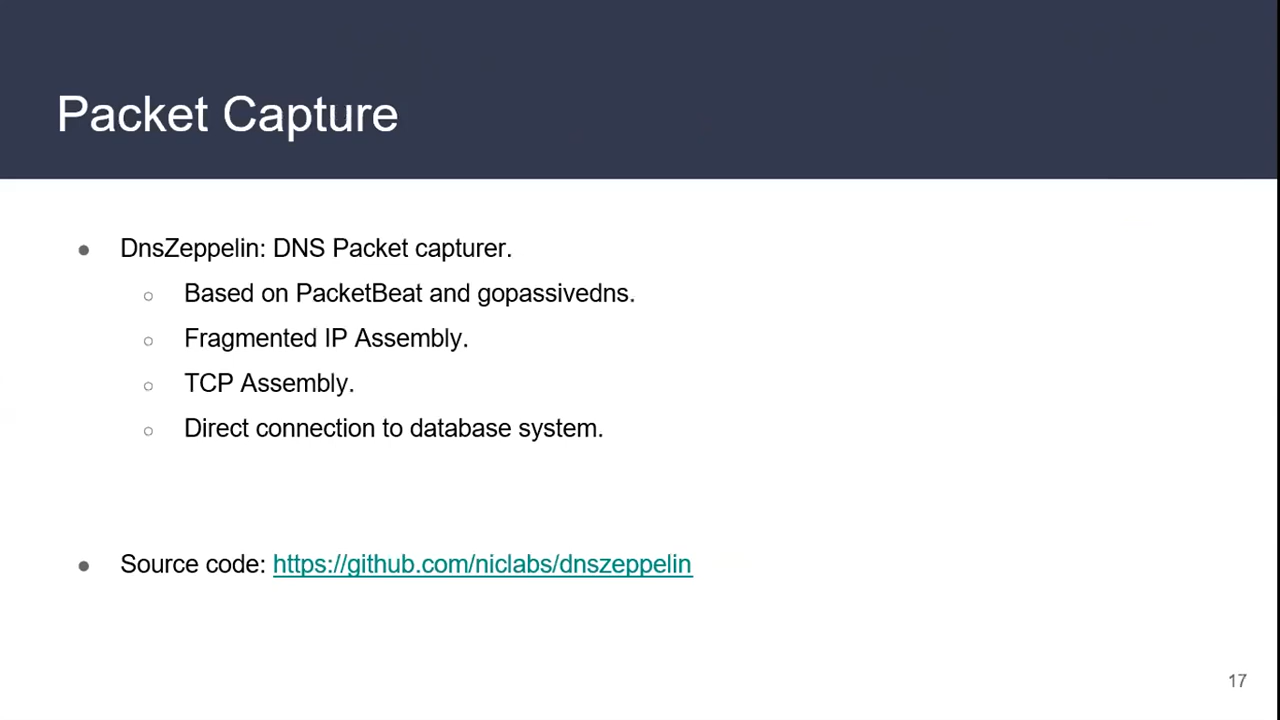 Packet Capture
● DnsZeppelin: DNS Packet capturer.
○ Based on PacketBeat and gopassivedns.
○ Fragmented IP Assembly.
○ TCP Assembly.
○ Direct connection to database system.
● Source code: https://github.com/niclabs/dnszeppelin
17